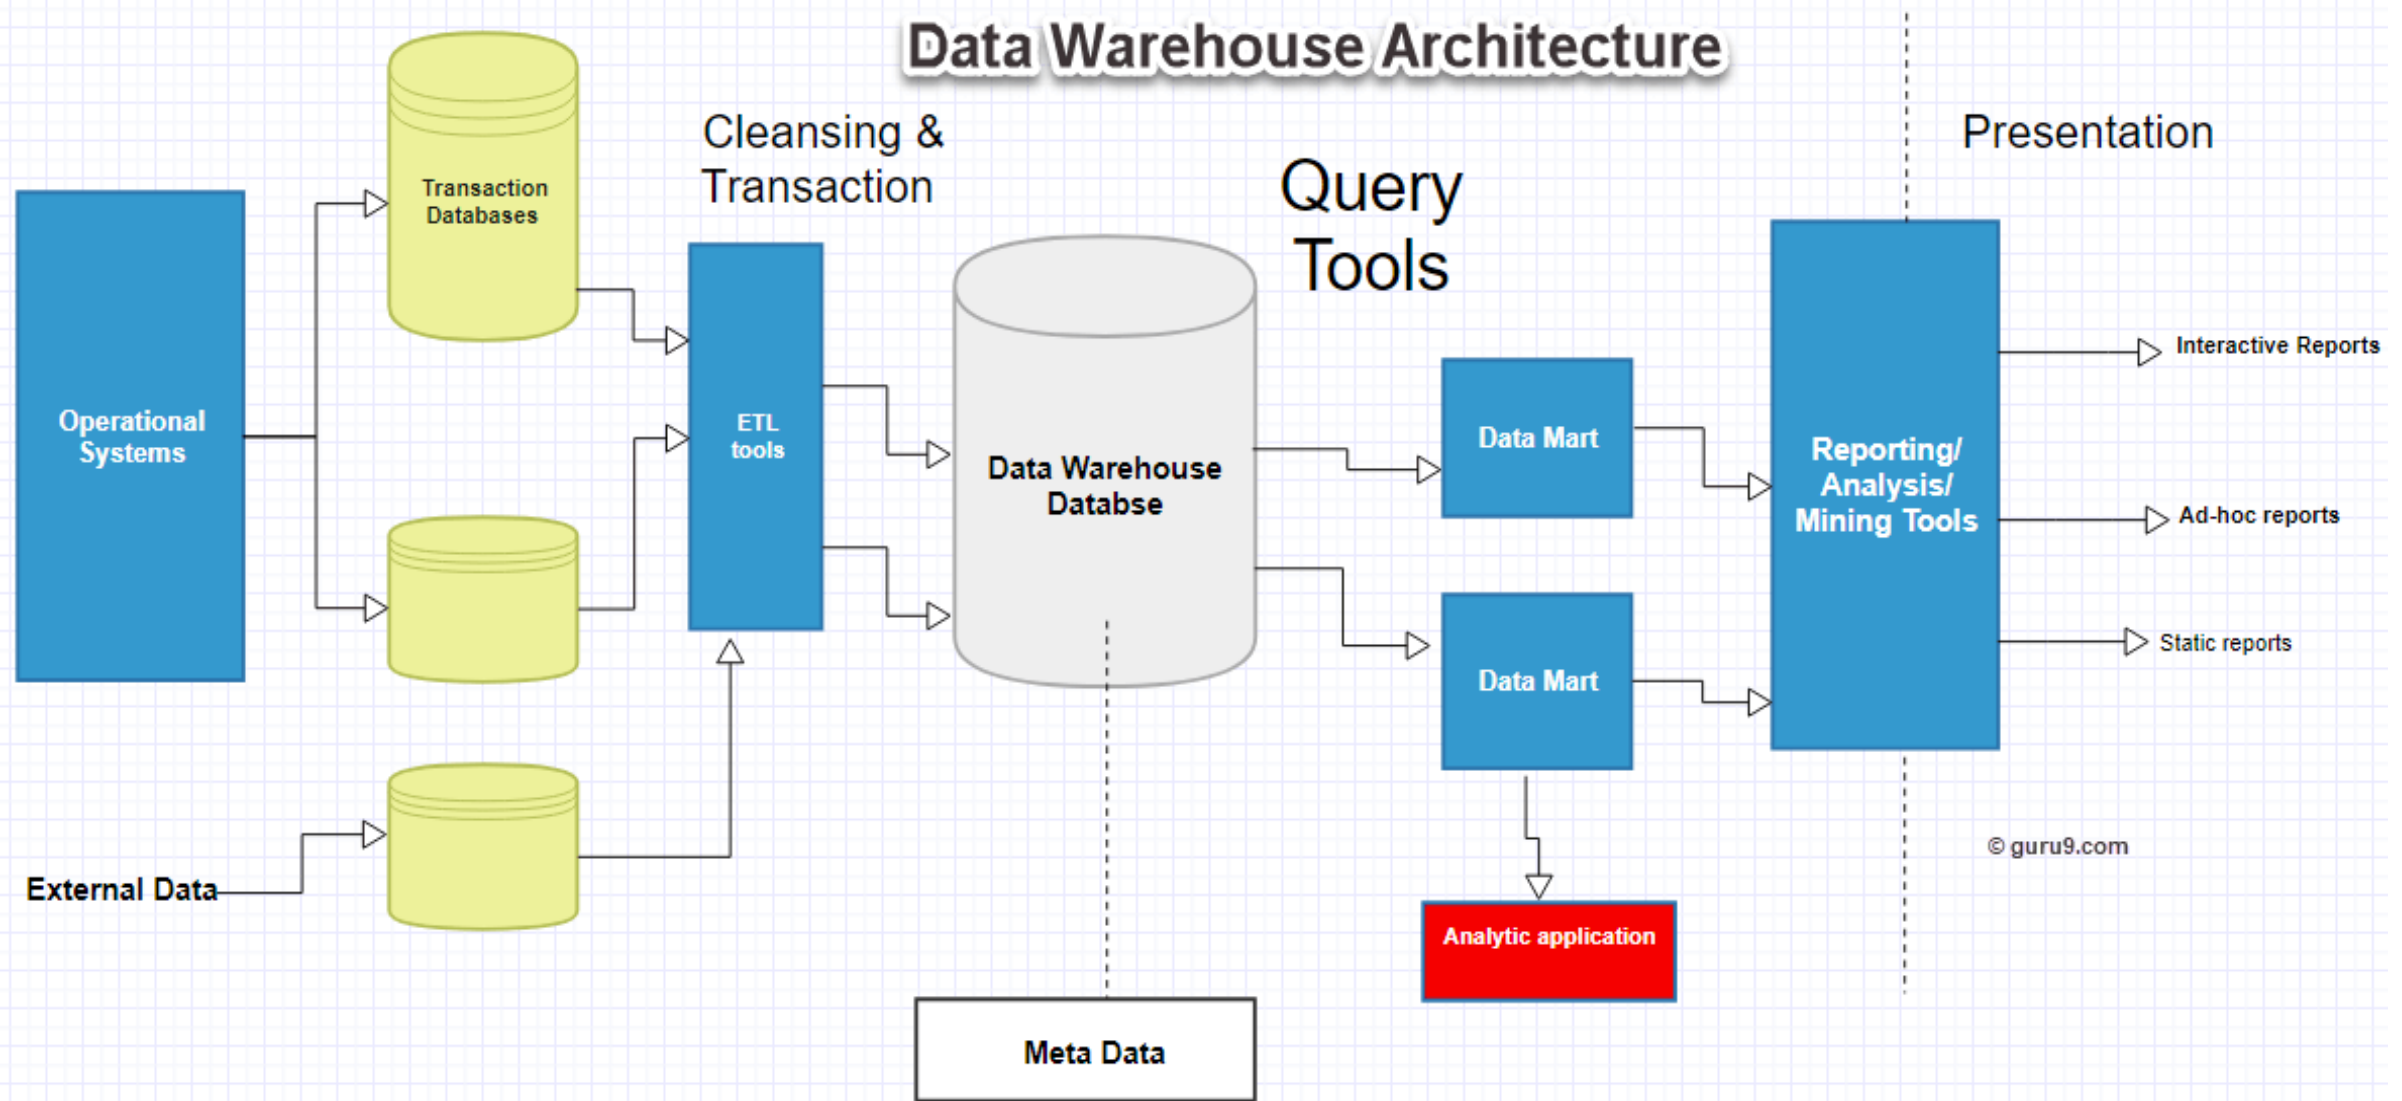 Data Warehouse Architecture
Cleansing &
Transaction
Presentation
Query
Tools
Transaction
Databases
Operational
Systems
ETL
tools
Data Warehouse
Databse
Data Mart
Data Mart
Reporting/
Analysis/
Mining Tools
Interactive Reports
Ad-hoc reports
Static reports
External Data
Analytic application
© guru9.com
Meta Data